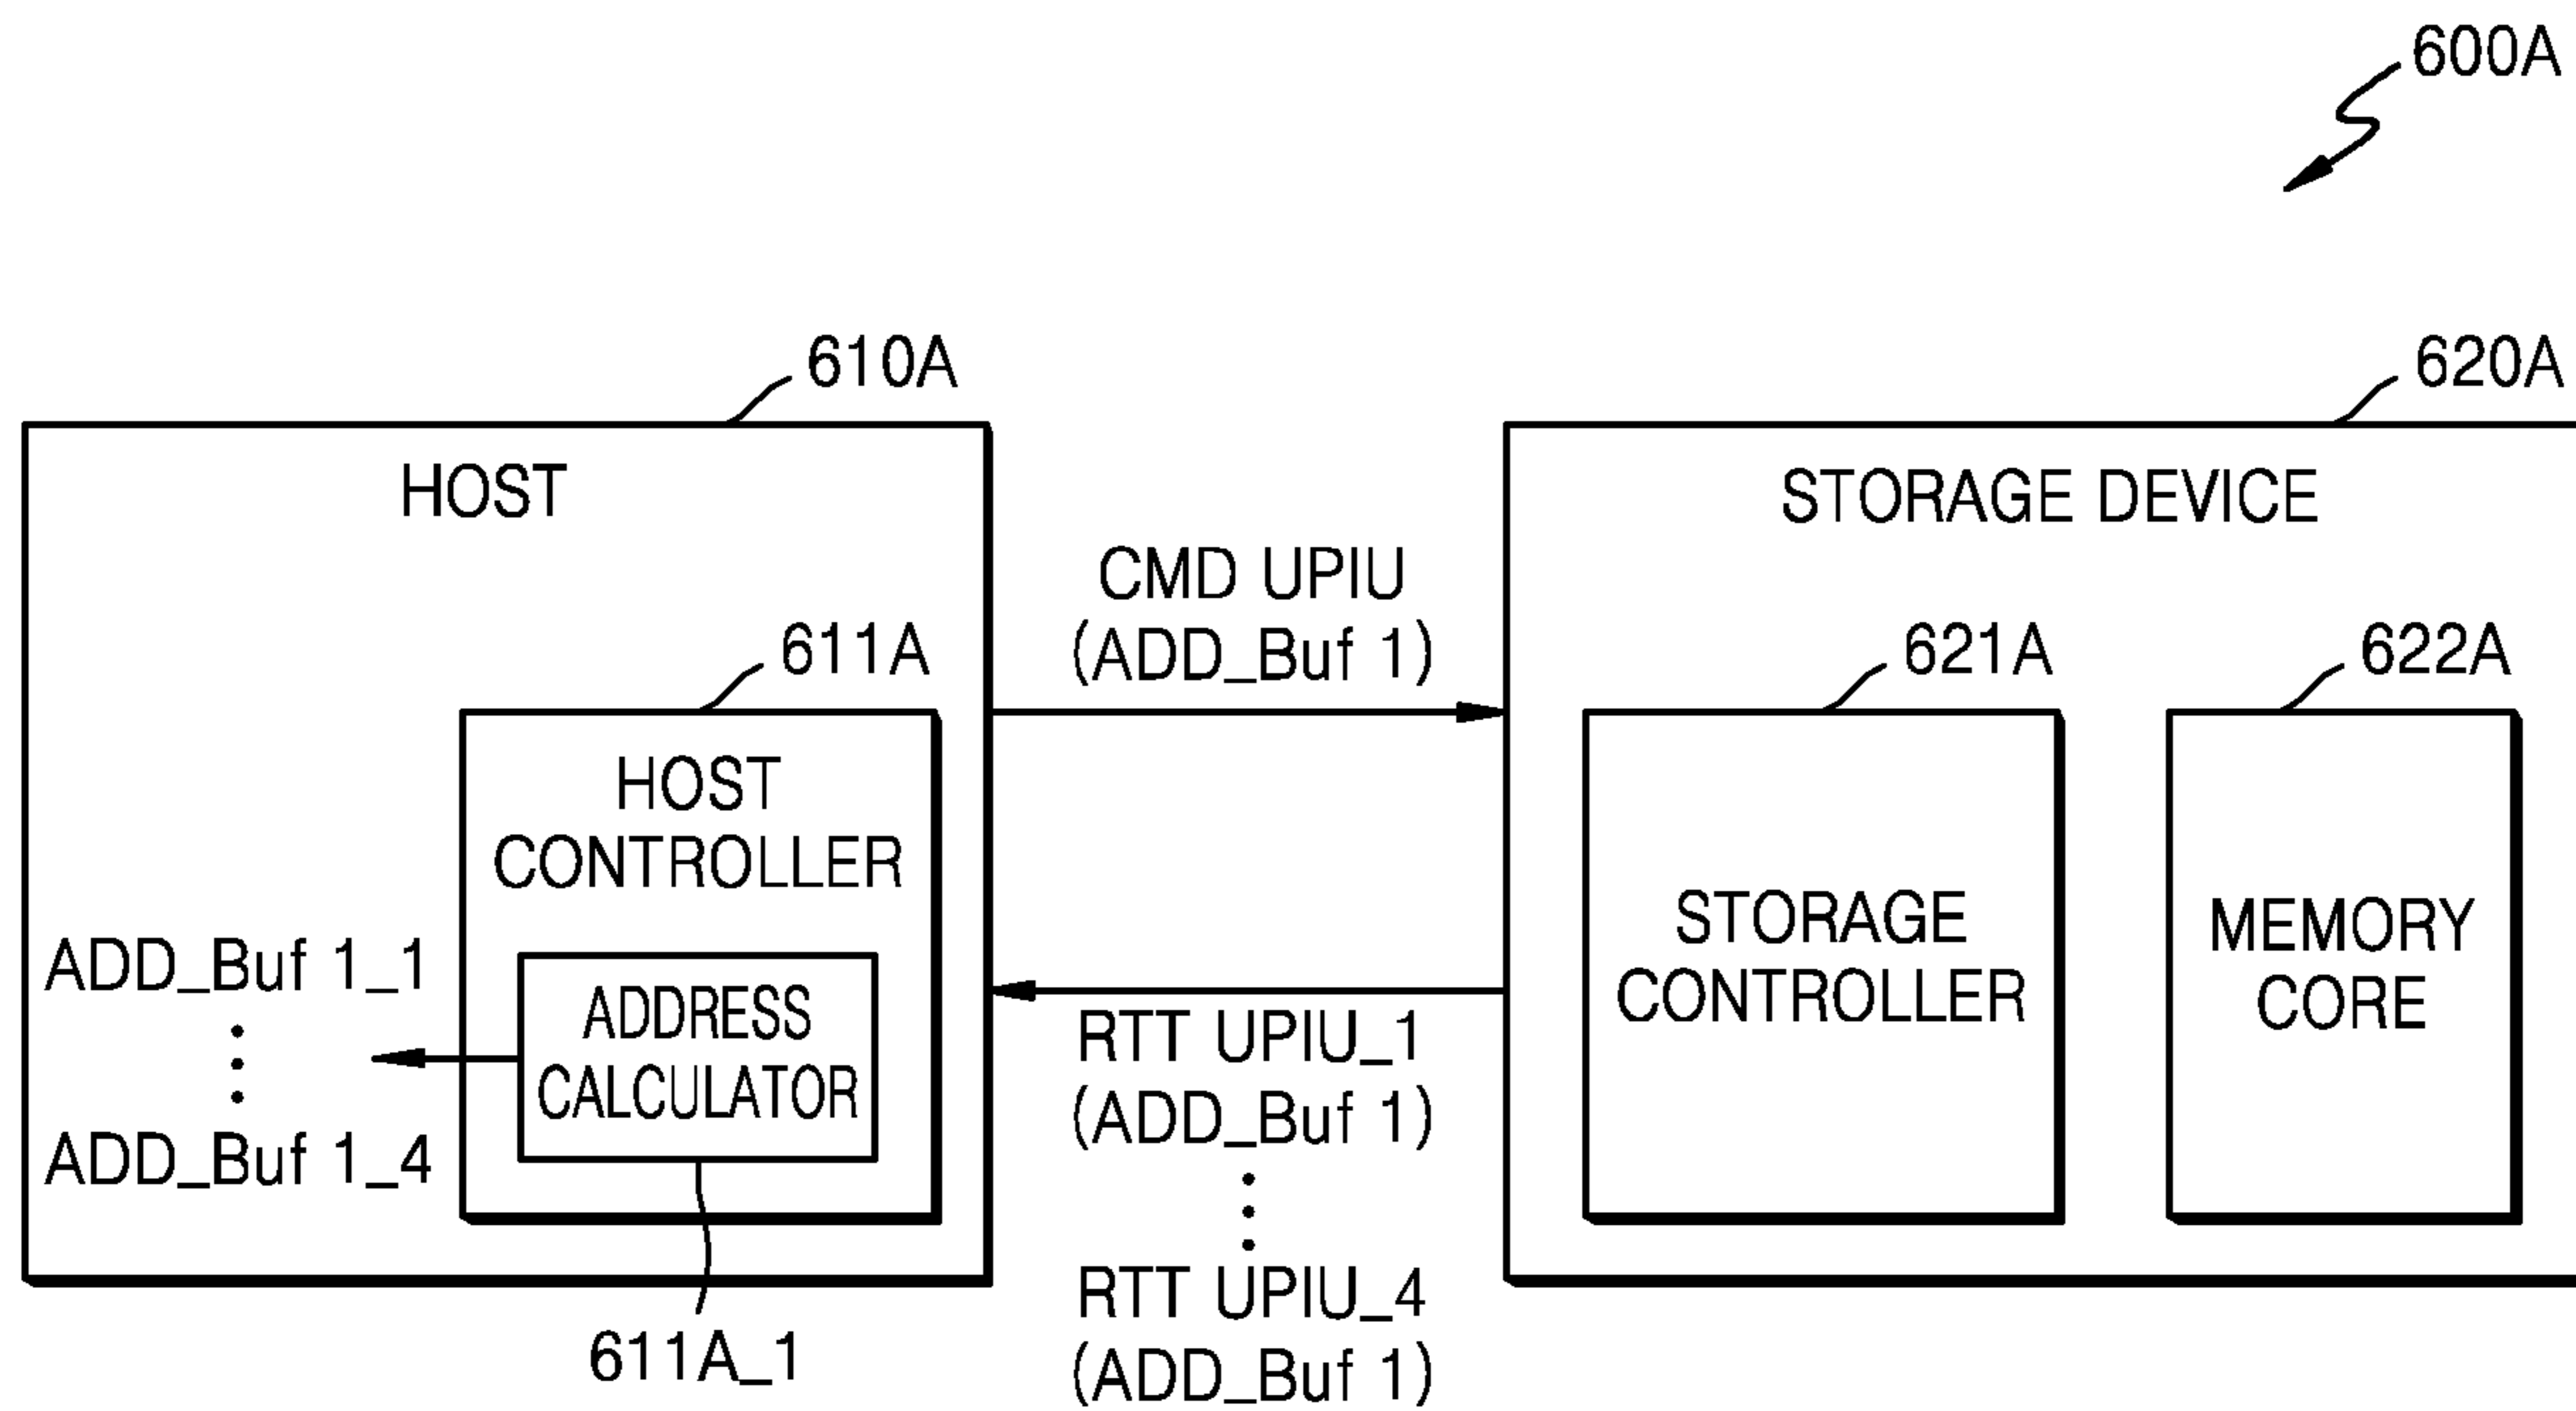 600A
610A
620A
HOST
STORAGE DEVICE
CMD UPIU
(ADD_Buf 1)
611A
621A
622A
HOST
CONTROLLER
STORAGE
CONTROLLER
MEMORY
CORE
ADD_Buf 1_1
ADD_Buf 1_4
ADDRESS
CALCULATOR
RTT UPIU_1
(ADD_Buf 1)
RTT UPIU_4
(ADD_Buf 1)
611A_1